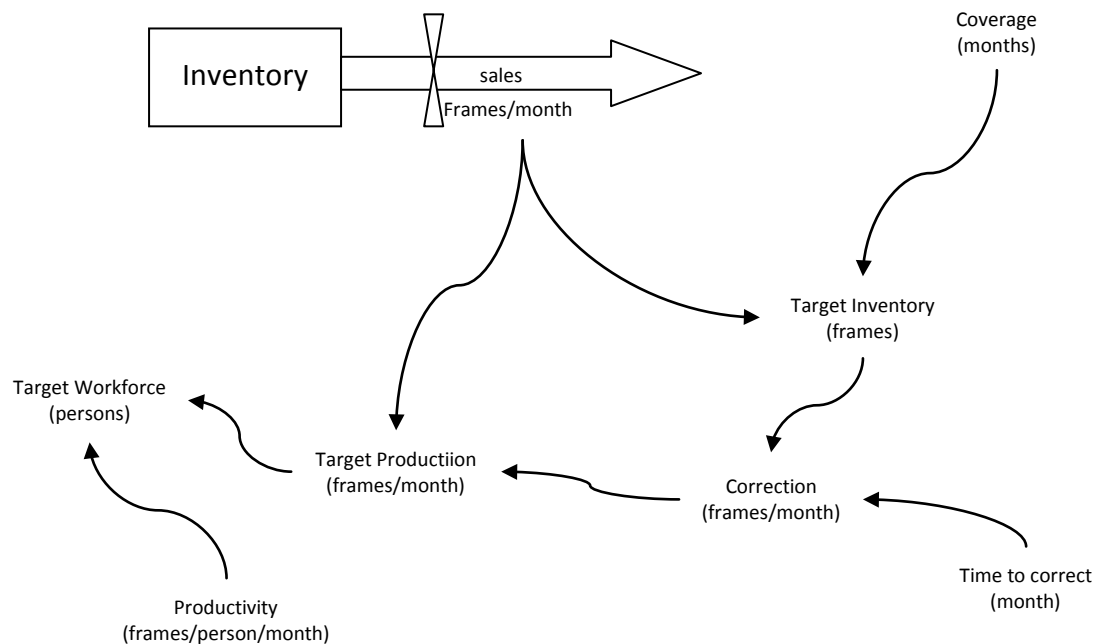 Coverage
(months)
Inventory
sales
Frames/month
Target Inventory
(frames)
Target Workforce
(persons)
Target Productiion
(frames/month)
Correction
(frames/month)
Time to correct
(month)
Productivity
(frames/person/month)